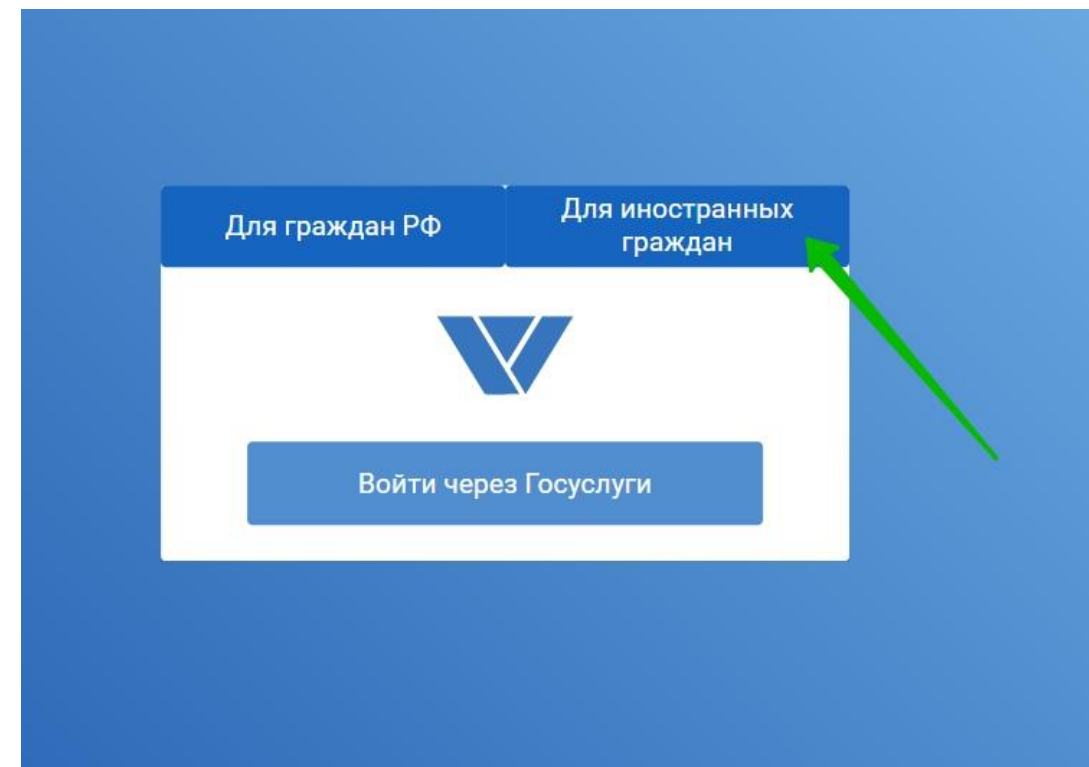 Для граждан РФ
Для иностранных
граждан
Войти через Госуслуги